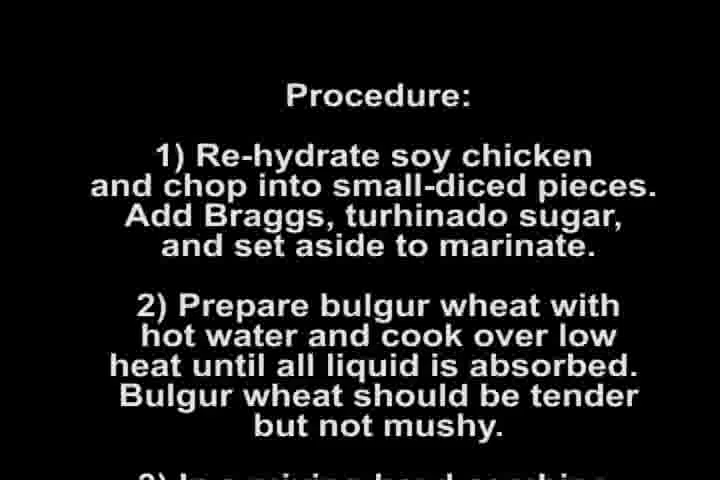 Procedure:
1) Re-hydrate soy chicken
and chop into small-diced pieces.
Add Braggs, turhinado sugar,
and set aside to marinate.
2) Prepare bulgur wheat with
hot water and cook over low
heat until all liquid is absorbed.
Bulgur wheat should be tender
but not mushy.